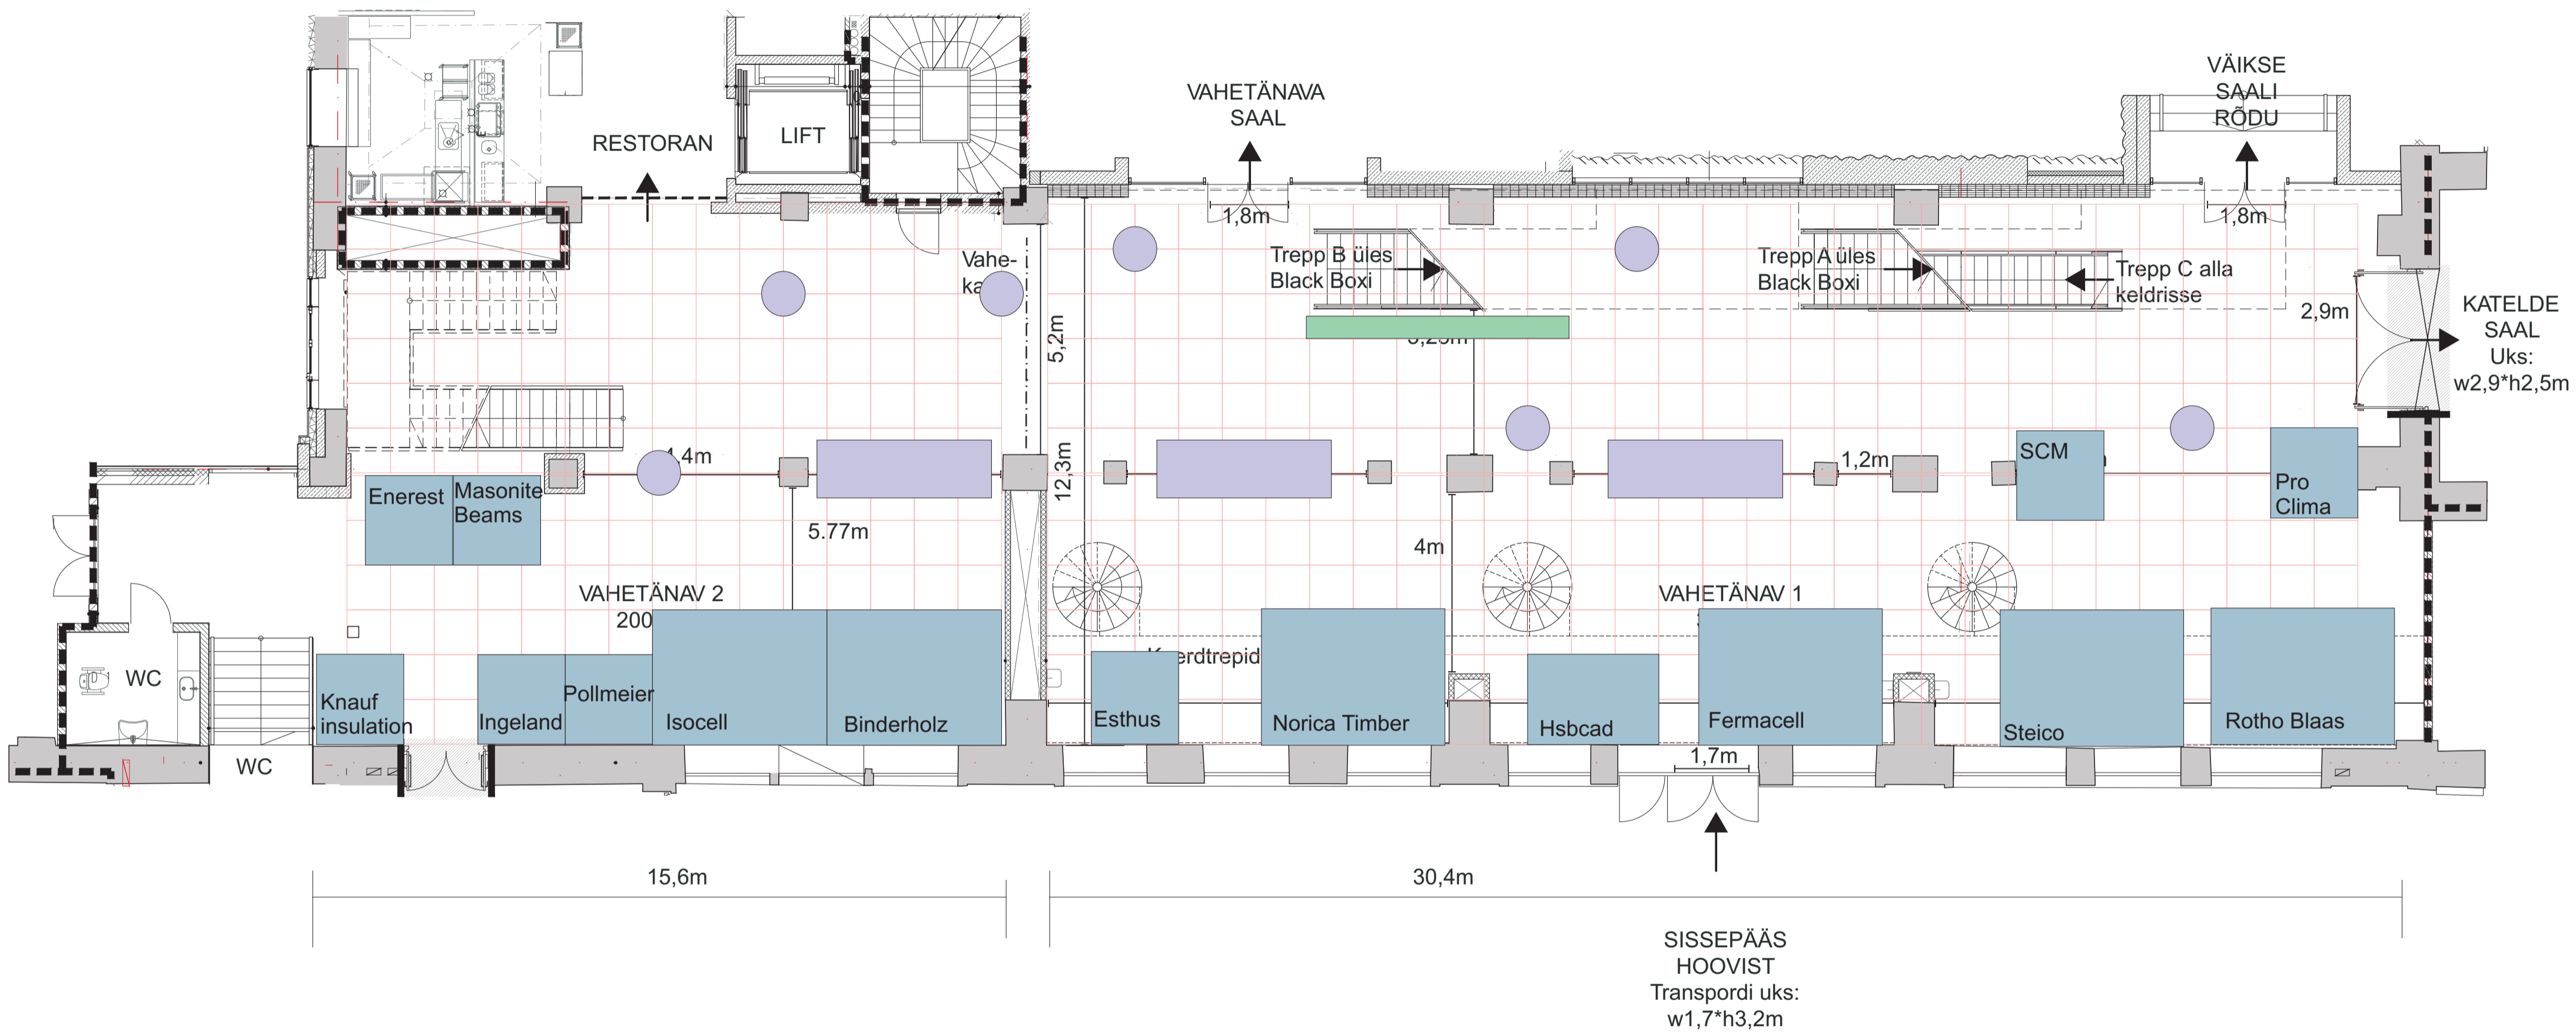 VÄIKSE
SAALI
RÕDU
VAHETÄNAVA
SAAL
RESTORAN
LIFT
1,8m
1,8m
Vahe-
Trepp B üles
Black Boxi
Trepp A üles
Black Boxi
Trepp C alla
keldrisse
2,9m
KATELDE
SAAL
Uks:
w2,9*h2,5m
5,2m
12,3m
1,2m
SCM
Pro
Clima
Enerest
Masonite
Beams
5.77m
4m
VAHETÄNAV 2
200
VAHETÄNAV 1
WC
Knauf
insulation
Ingeland
Pollmeier
Isocell
Binderholz
Esthus
Norica Timber
Hsbcad
Fermacell
Steico
Rotho Blaas
WC
1,7m
15,6m
30,4m
SISSEPÄÄS
HOOVIST
Transpordi uks:
w1,7*h3,2m